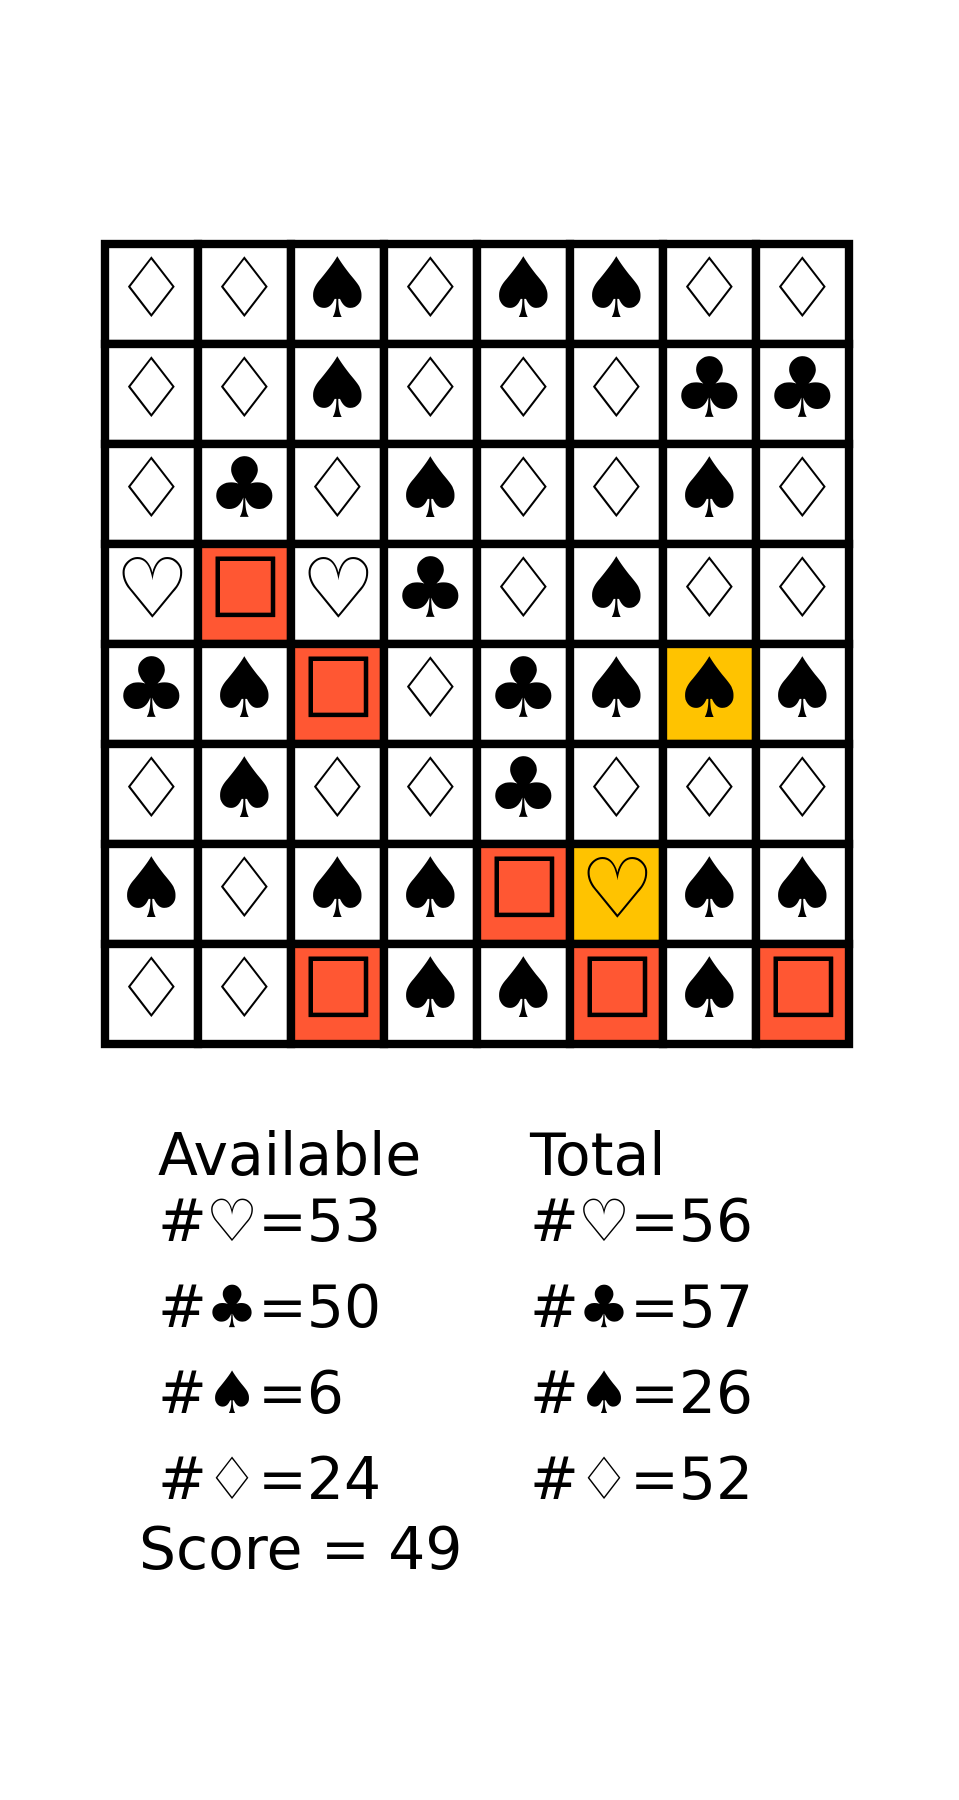 ♢ ♢ ♠ ♢ ♠ ♠ ♢ ♢
♢ ♢ ♠ ♢ ♢ ♢ ♣ ♣
♢ ♣ ♢ ♠ ♢ ♢ ♠ ♢
♡ □ ♡ ♣ ♢ ♠ ♢ ♢
♣ ♠ □ ♢ ♣ ♠ ♠ ♠
♢ ♠ ♢ ♢ ♣ ♢ ♢ ♢
♠ ♢ ♠ ♠ □ ♡ ♠ ♠
♢ ♢ □ ♠ ♠ □ ♠ □
Available Total
#♡=53 #♡=56
#♣=50 #♣=57
#♠=6 #♠=26
#♢=24 #♢=52
Score = 49